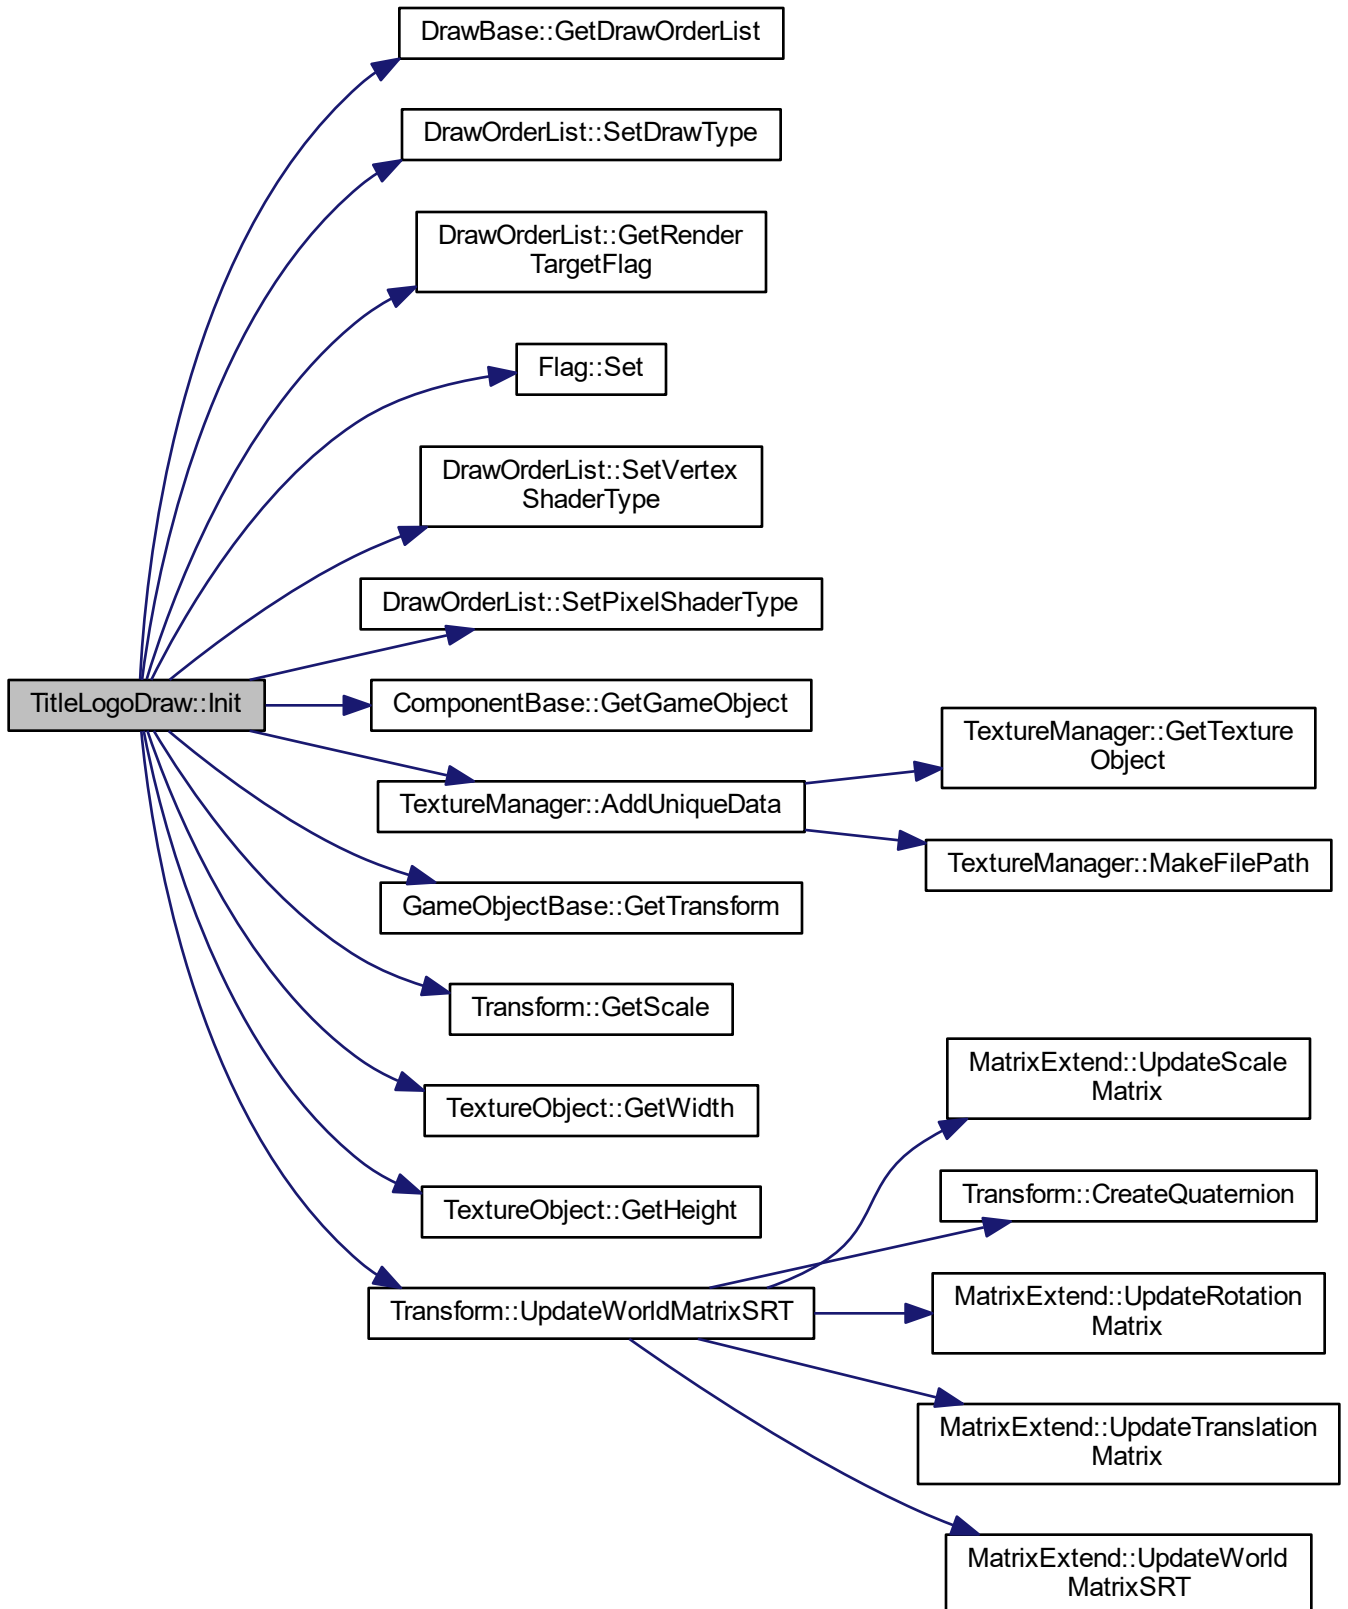 DrawBase::GetDrawOrderList
DrawOrderList::SetDrawType
DrawOrderList::GetRender
TargetFlag
Flag::Set
DrawOrderList::SetVertex
ShaderType
DrawOrderList::SetPixelShaderType
TitleLogoDraw::Init
ComponentBase::GetGameObject
TextureManager::GetTexture
Object
TextureManager::AddUniqueData
TextureManager::MakeFilePath
GameObjectBase::GetTransform
Transform::GetScale
MatrixExtend::UpdateScale
Matrix
TextureObject::GetWidth
Transform::CreateQuaternion
TextureObject::GetHeight
MatrixExtend::UpdateRotation
Matrix
Transform::UpdateWorldMatrixSRT
MatrixExtend::UpdateTranslation
Matrix
MatrixExtend::UpdateWorld
MatrixSRT